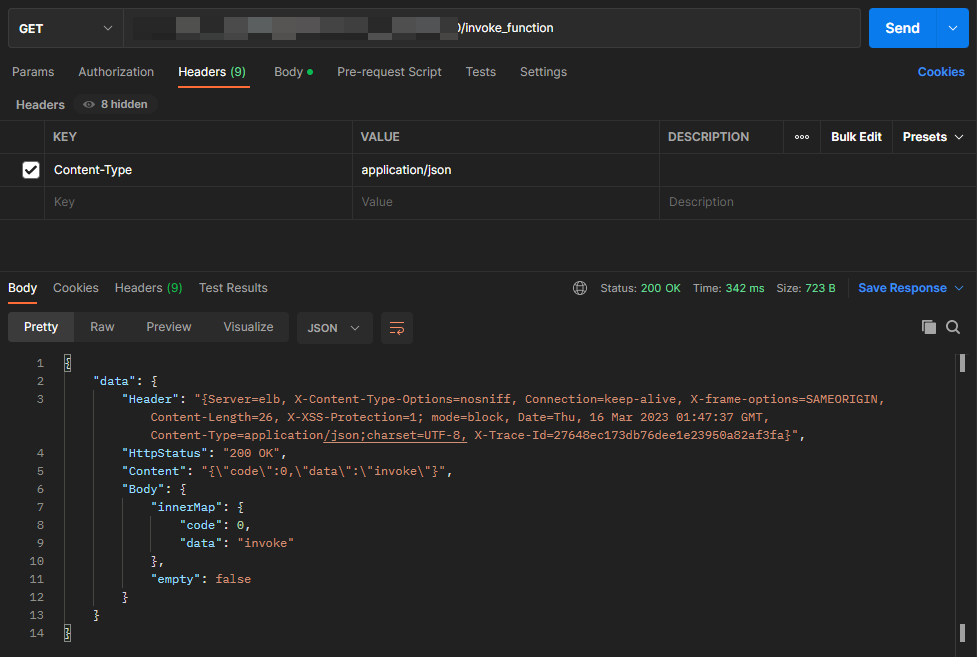 GET
/invoke_function
Send
Params Authorization Headers (9) Body Pre-request Script Tests Settings Cookies
Headers 8 hidden
KEY VALUE DESCRIPTION ooo Bulk Edit Presets
Content-Type application/json
Key Value Description
Body Cookies Headers (9) Test Results Status: 200 OK Time: 342 ms Size: 723 B Save Response
Pretty Raw Preview Visualize JSON
1 {
2 "data": {
3 "Header": "{Server=elb, X-Content-Type-Options=nosniff, Connection=keep-alive, X-frame-options=SAMEORIGIN,
Content-Length=26, X-XSS-Protection=1; mode=block, Date=Thu, 16 Mar 2023 01:47:37 GMT,
Content-Type=application/json;charset=UTF-8, X-Trace-Id=27648ec173db76dee1e23950a82af3fa}",
4 "HttpStatus": "200 OK",
5 "Content": "{\"code\":0,\"data\":\"invoke\"}",
6 "Body": {
7 "innerMap": {
8 "code": 0,
9 "data": "invoke"
10 },
11 "empty": false
12 }
13 }
14 }